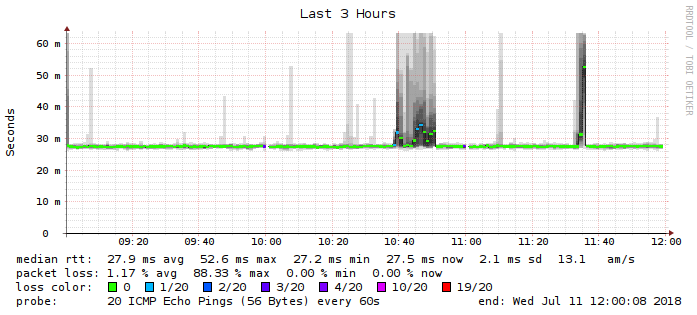 Last 3 Hours
RRDTOOL / TOBI OETIKER
Seconds
60 m
50 m
40 m
30 m
20 m
10 m
0
09:20 09:40 10:00 10:20 10:40 11:00 11:20 11:40 12:00
median rtt: 27.9 ms avg 52.6 ms max 27.2 ms min 27.5 ms now 2.1 ms sd 13.1 am/s
packet loss: 1.17 % avg 88.33 % max 0.00 % min 0.00 % now
loss color: 0 1/20 2/20 3/20 4/20 10/20 19/20
probe: 20 ICMP Echo Pings (56 Bytes) every 60s end: Wed Jul 11 12:00:08 2018